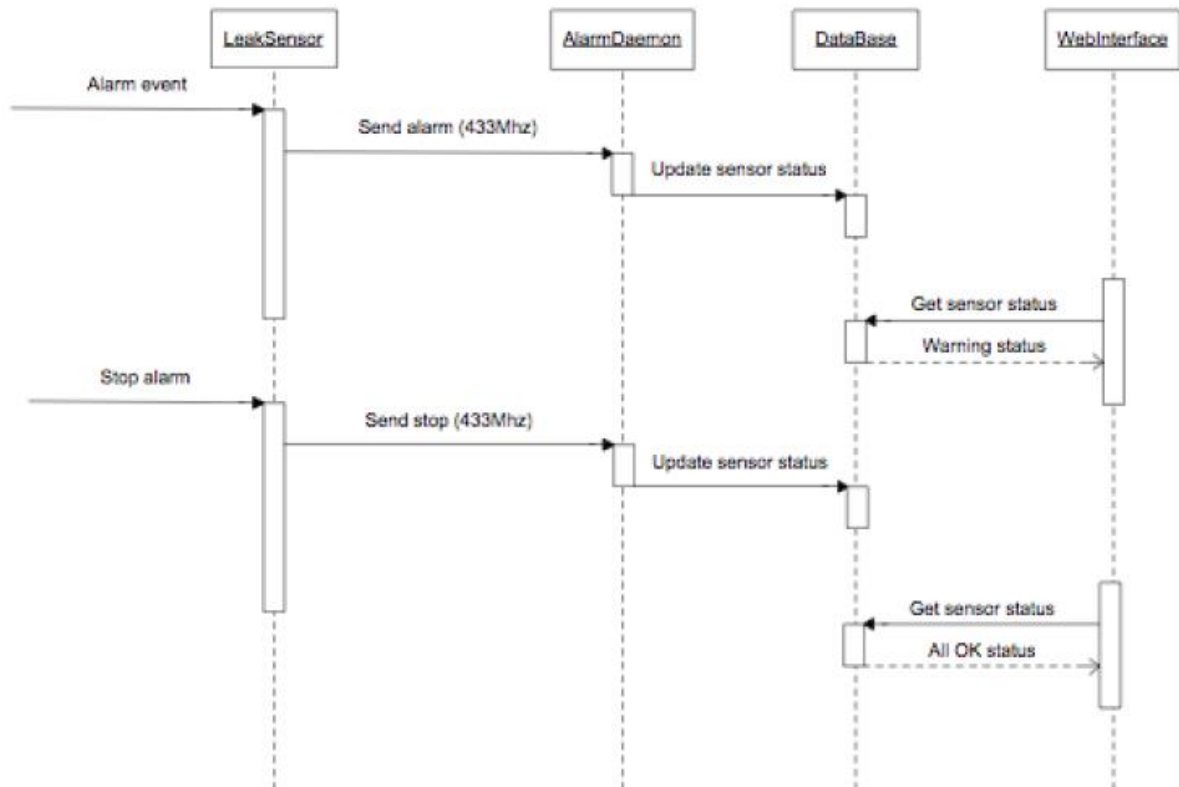 LeakSensor
AlarmDaemon
DataBase
WebInterface
Alarm event
Send alarm (433Mhz)
Update sensor status
Get sensor status
Warning status
Stop alarm
Send stop (433Mhz)
Update sensor status
Get sensor status
All OK status